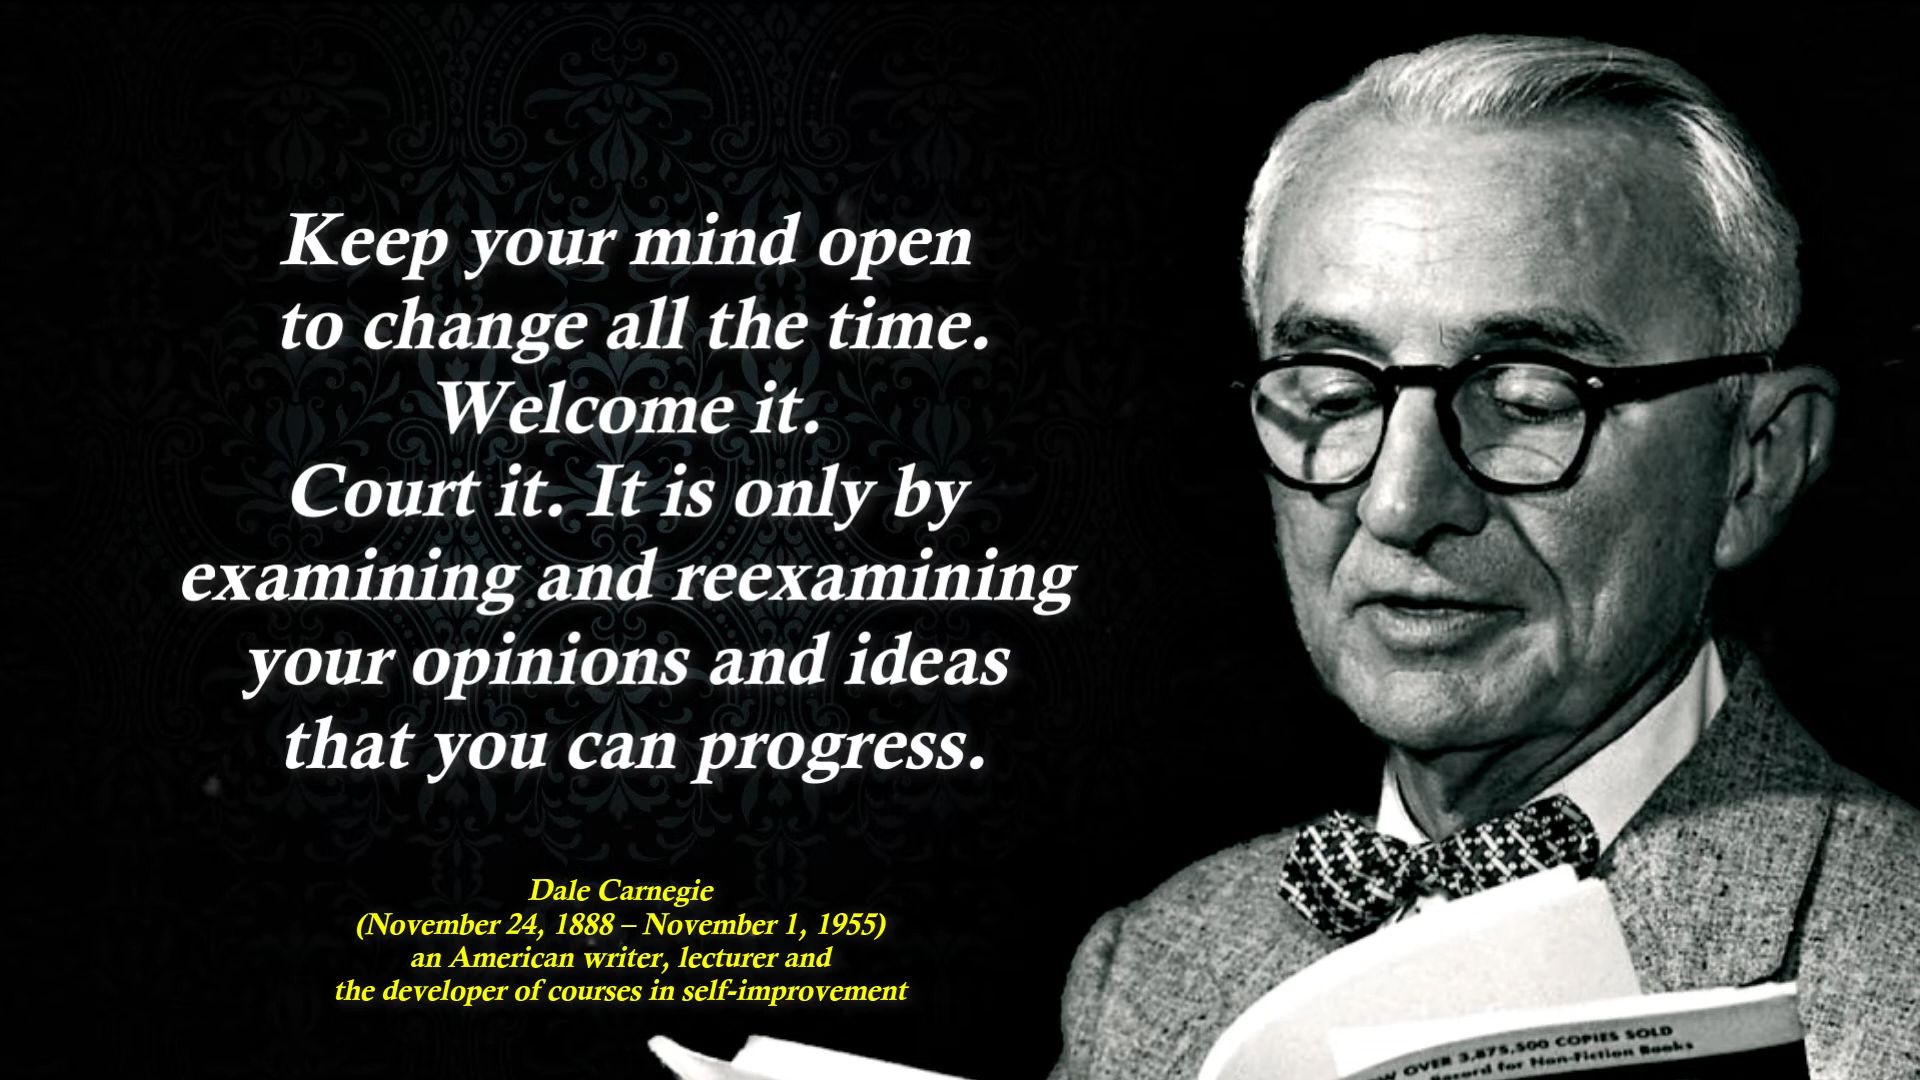 Keep your mind open
to change all the time.
Welcome it.
Court it. It is only by
examining and reexamining
your opinions and ideas
that you can progress.
Dale Carnegie
(November 24, 1888 – November 1, 1955)
an American writer, lecturer and
the developer of courses in self-improvement
OVER 3,875,500 COPIES SOLD
Record for Non-Fiction Books